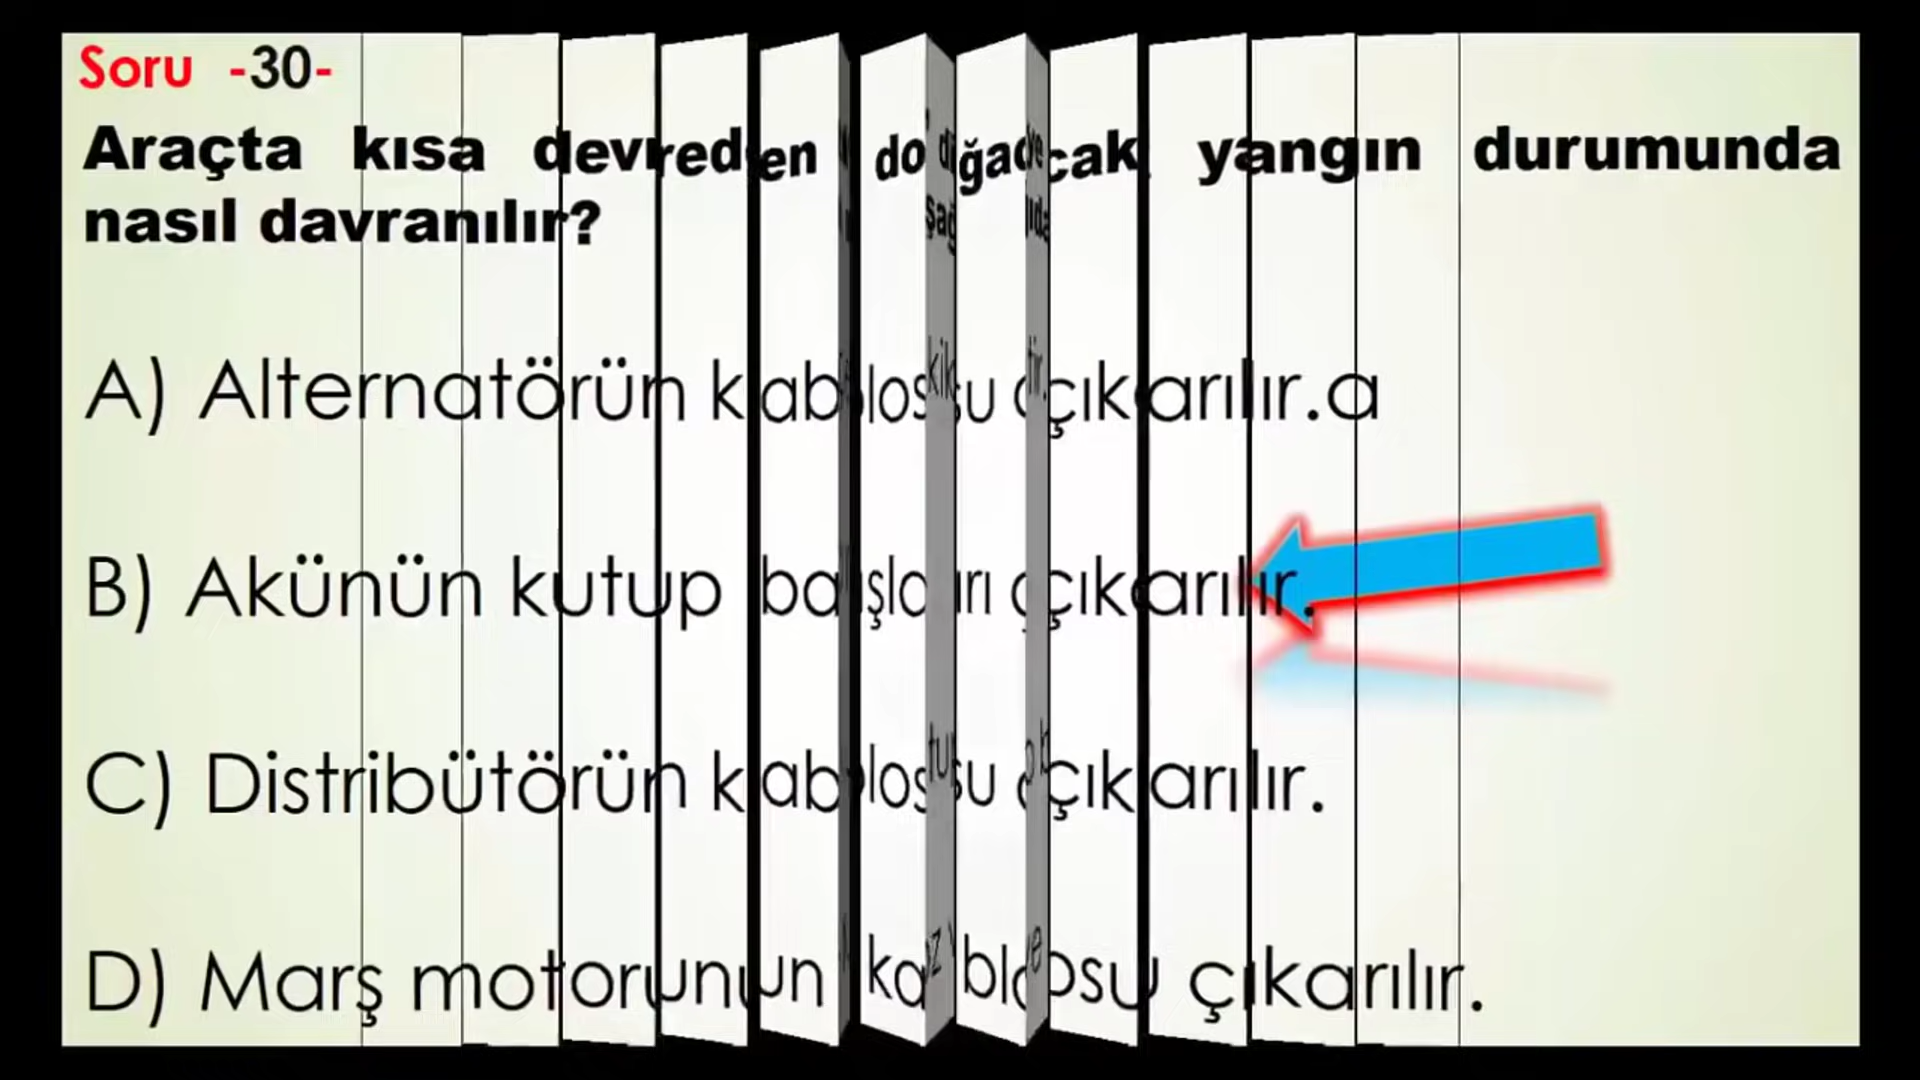 Soru -30-
Araçta kısa devreden doğacak yangın durumunda
nasıl davranılır?
A) Alternatörün kablosu çıkarılır.a
B) Akünün kutup başları çıkarılır.
C) Distribütörün kablosu çıkarılır.
D) Marş motorunun kablosu çıkarılır.